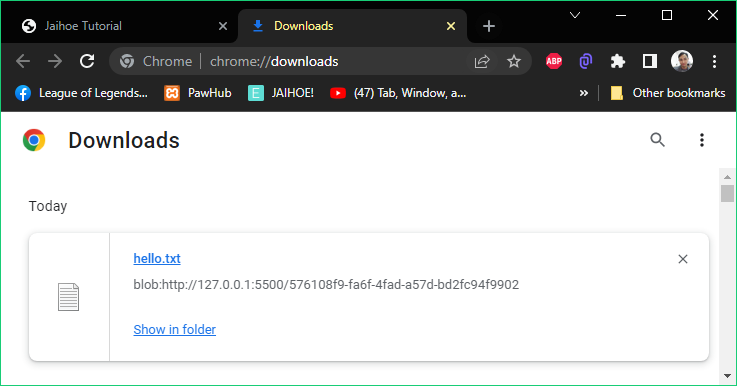 Jaihoe Tutorial
Downloads
Chrome
chrome://downloads
ABP
League of Legends...
PawHub
E JAIHOE!
(47) Tab, Window, a...
»
Other bookmarks
Downloads
Today
hello.txt
blob:http://127.0.0.1:5500/576108f9-fa6f-4fad-a57d-bd2fc94f9902
Show in folder